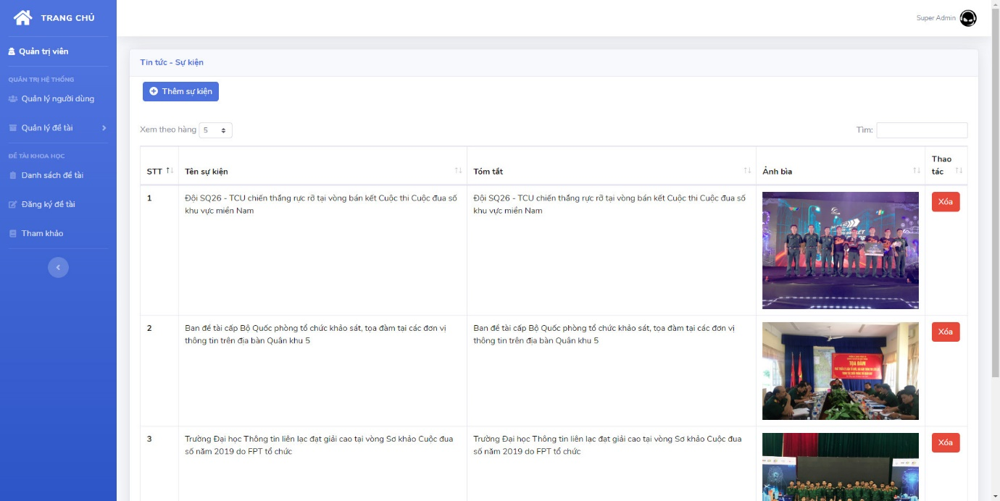 TRANG CHỦ
Super Admin
Quản trị viên
QUẢN TRỊ HỆ THỐNG
Quản lý người dùng
Quản lý đề tài
ĐỀ TÀI KHOA HỌC
Danh sách đề tài
Đăng ký đề tài
Tham khảo
Tin tức - Sự kiện
Thêm sự kiện
Xem theo hàng 5
Tìm:
STT
Tên sự kiện
Tóm tắt
Ảnh bìa
Thao
tác
1
Đội SQ26 - TCU chiến thắng rực rỡ tại vòng bán kết Cuộc thi Cuộc đua số
khu vực miền Nam
Đội SQ26 - TCU chiến thắng rực rỡ tại vòng bán kết Cuộc thi Cuộc đua số
khu vực miền Nam
Xóa
2
Ban đề tài cấp Bộ Quốc phòng tổ chức khảo sát, tọa đàm tại các đơn vị
thông tin trên địa bàn Quân khu 5
Ban đề tài cấp Bộ Quốc phòng tổ chức khảo sát, tọa đàm tại các đơn vị
thông tin trên địa bàn Quân khu 5
TỌA ĐÀM
Xóa
3
Trường Đại học Thông tin liên lạc đạt giải cao tại vòng Sơ khảo Cuộc đua
số năm 2019 do FPT tổ chức
Trường Đại học Thông tin liên lạc đạt giải cao tại vòng Sơ khảo Cuộc đua
số năm 2019 do FPT tổ chức
Xóa